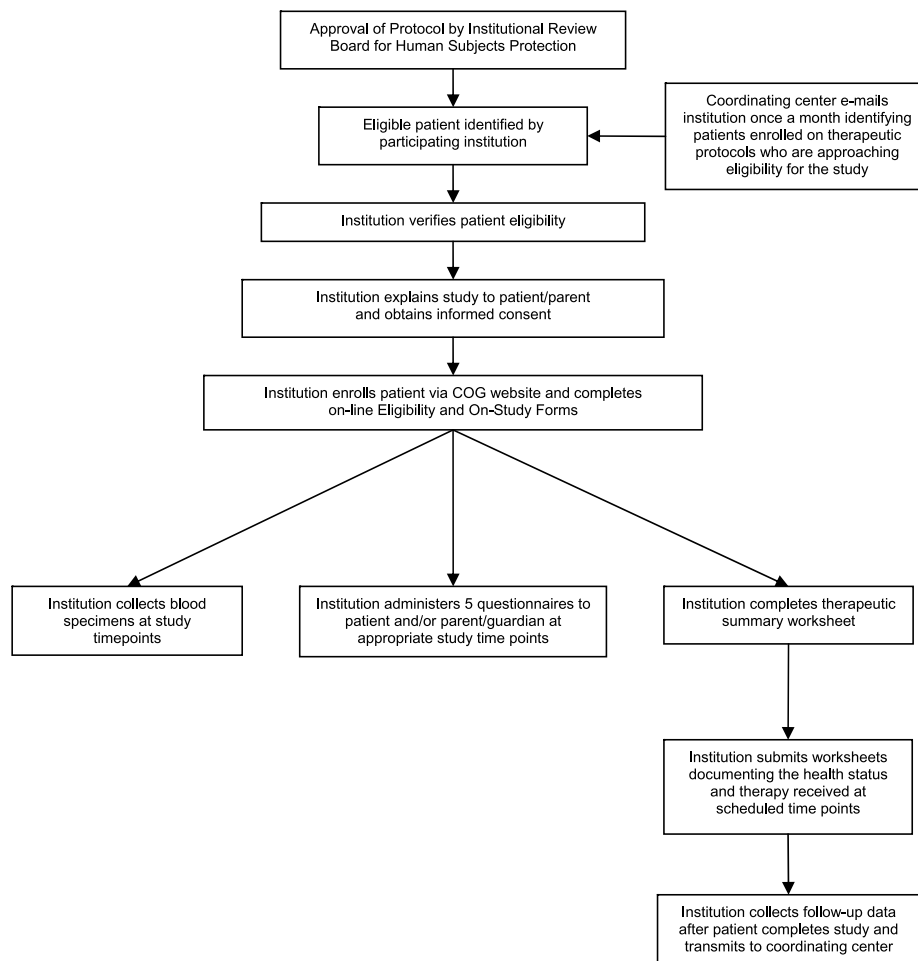 Approval of Protocol by Institutional Review
Board for Human Subjects Protection
Coordinating center e-mails
institution once a month identifying
patients enrolled on therapeutic
protocols who are approaching
eligibility for the study
Eligible patient identified by
participating institution
Institution verifies patient eligibility
Institution explains study to patient/parent
and obtains informed consent
Institution enrolls patient via COG website and completes
on-line Eligibility and On-Study Forms
Institution collects blood
specimens at study
timepoints
Institution administers 5 questionnaires to
patient and/or parent/guardian at
appropriate study time points
Institution completes therapeutic
summary worksheet
Institution submits worksheets
documenting the health status
and therapy received at
scheduled time points
Institution collects follow-up data
after patient completes study and
transmits to coordinating center